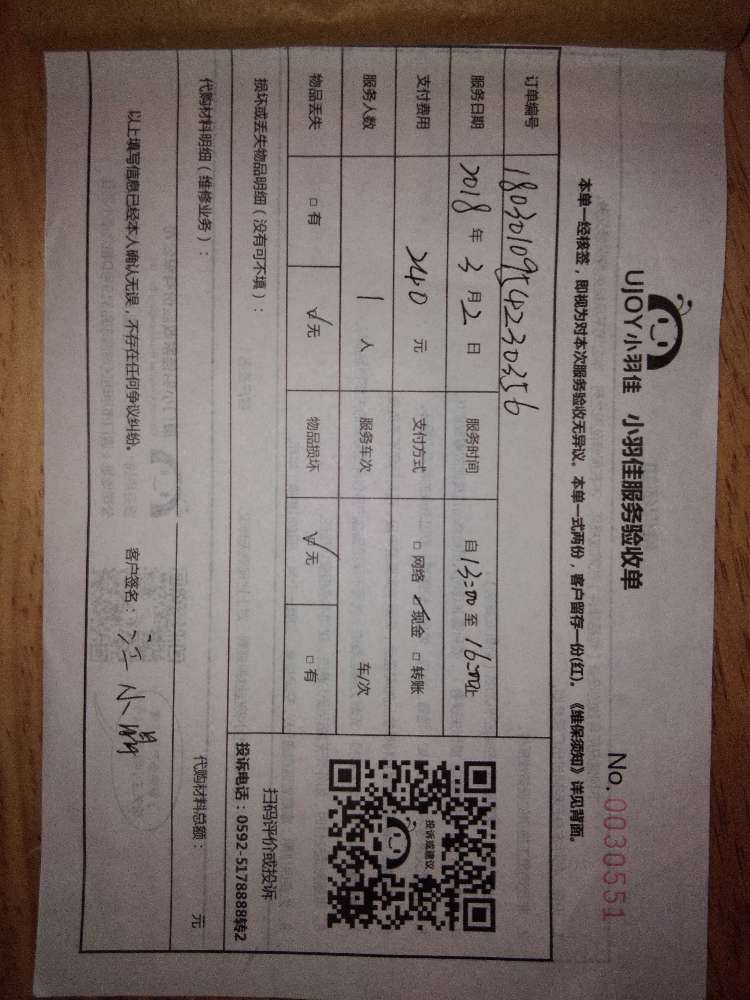 UJOY小羽佳 小羽佳服务验收单
No.0030551
本单一经核签，即视为对本次服务验收无异议。本单一式两份，客户留存一份(红)。《维保须知》详见背面。
订单编号 180301095423035６
服务日期 2018 年 3 月 2 日 服务时间 自 13:00 至 16:00 止
支付费用 240 元 支付方式 □ 网络 ☑ 现金 □ 转账
服务人数 1 人 服务车次 车/次
物品丢失 □ 有 ☑ 无 物品损坏 ☑ 无 □ 有
投诉或建议
扫码评价或投诉
投诉电话：0592-5178888转2
损坏或丢失物品明细（没有可不填）：
代购材料明细（维修业务）： 代购材料总额： 元
以上填写信息已经本人确认无误，不存在任何争议纠纷。 客户签名：